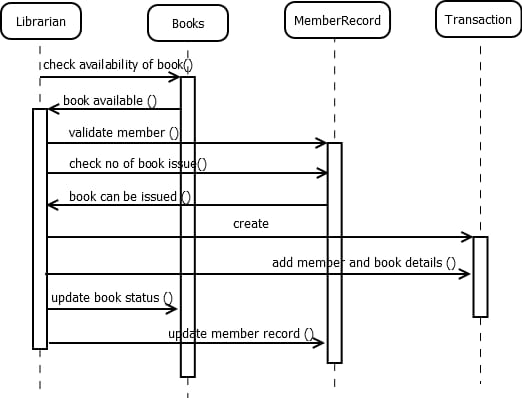 Librarian
Books
MemberRecord
Transaction
check availability of book()
book available ()
validate member ()
check no of book issue()
book can be issued ()
create
add member and book details ()
update book status ()
update member record ()